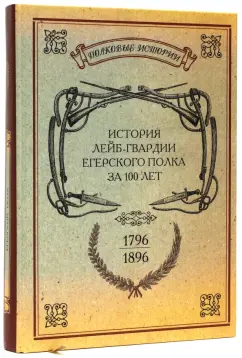 ПОЛКОВЫЕ ИСТОРИИ
ИСТОРИЯ
ЛЕЙБ-ГВАРДИИ
ЕГЕРСКОГО ПОЛКА
ЗА 100 ЛЕТ
1796
1896